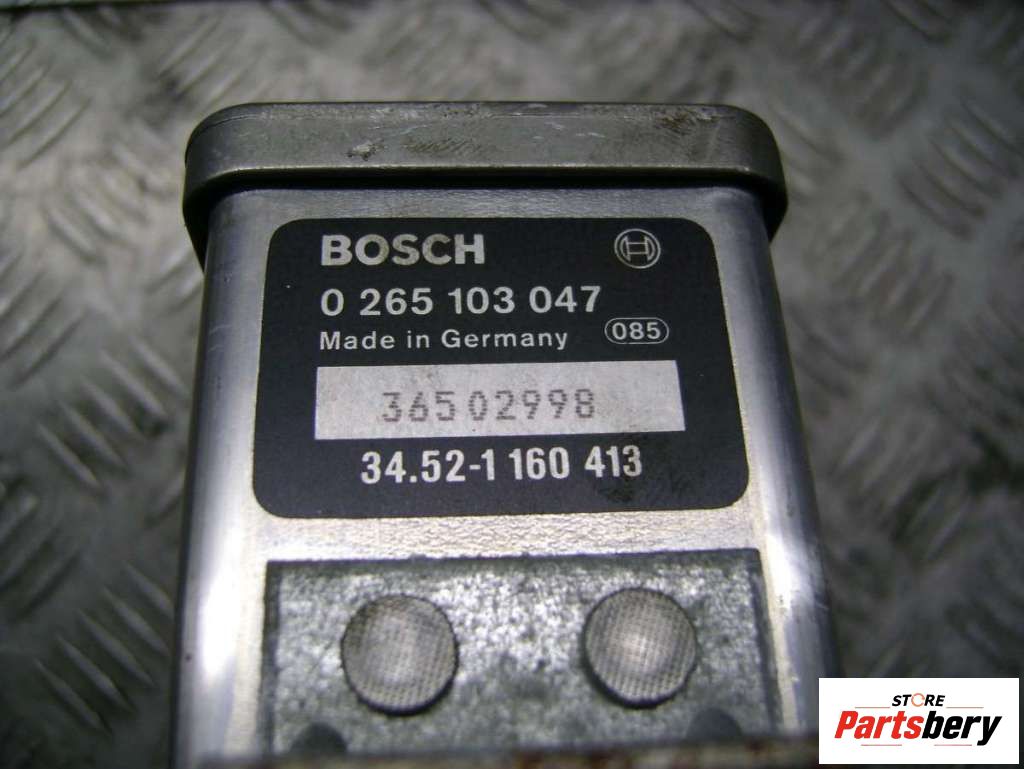 BOSCH
0 265 103 047
Made in Germany 085
36502998
34.52-1 160 413
STORE
Partsbery